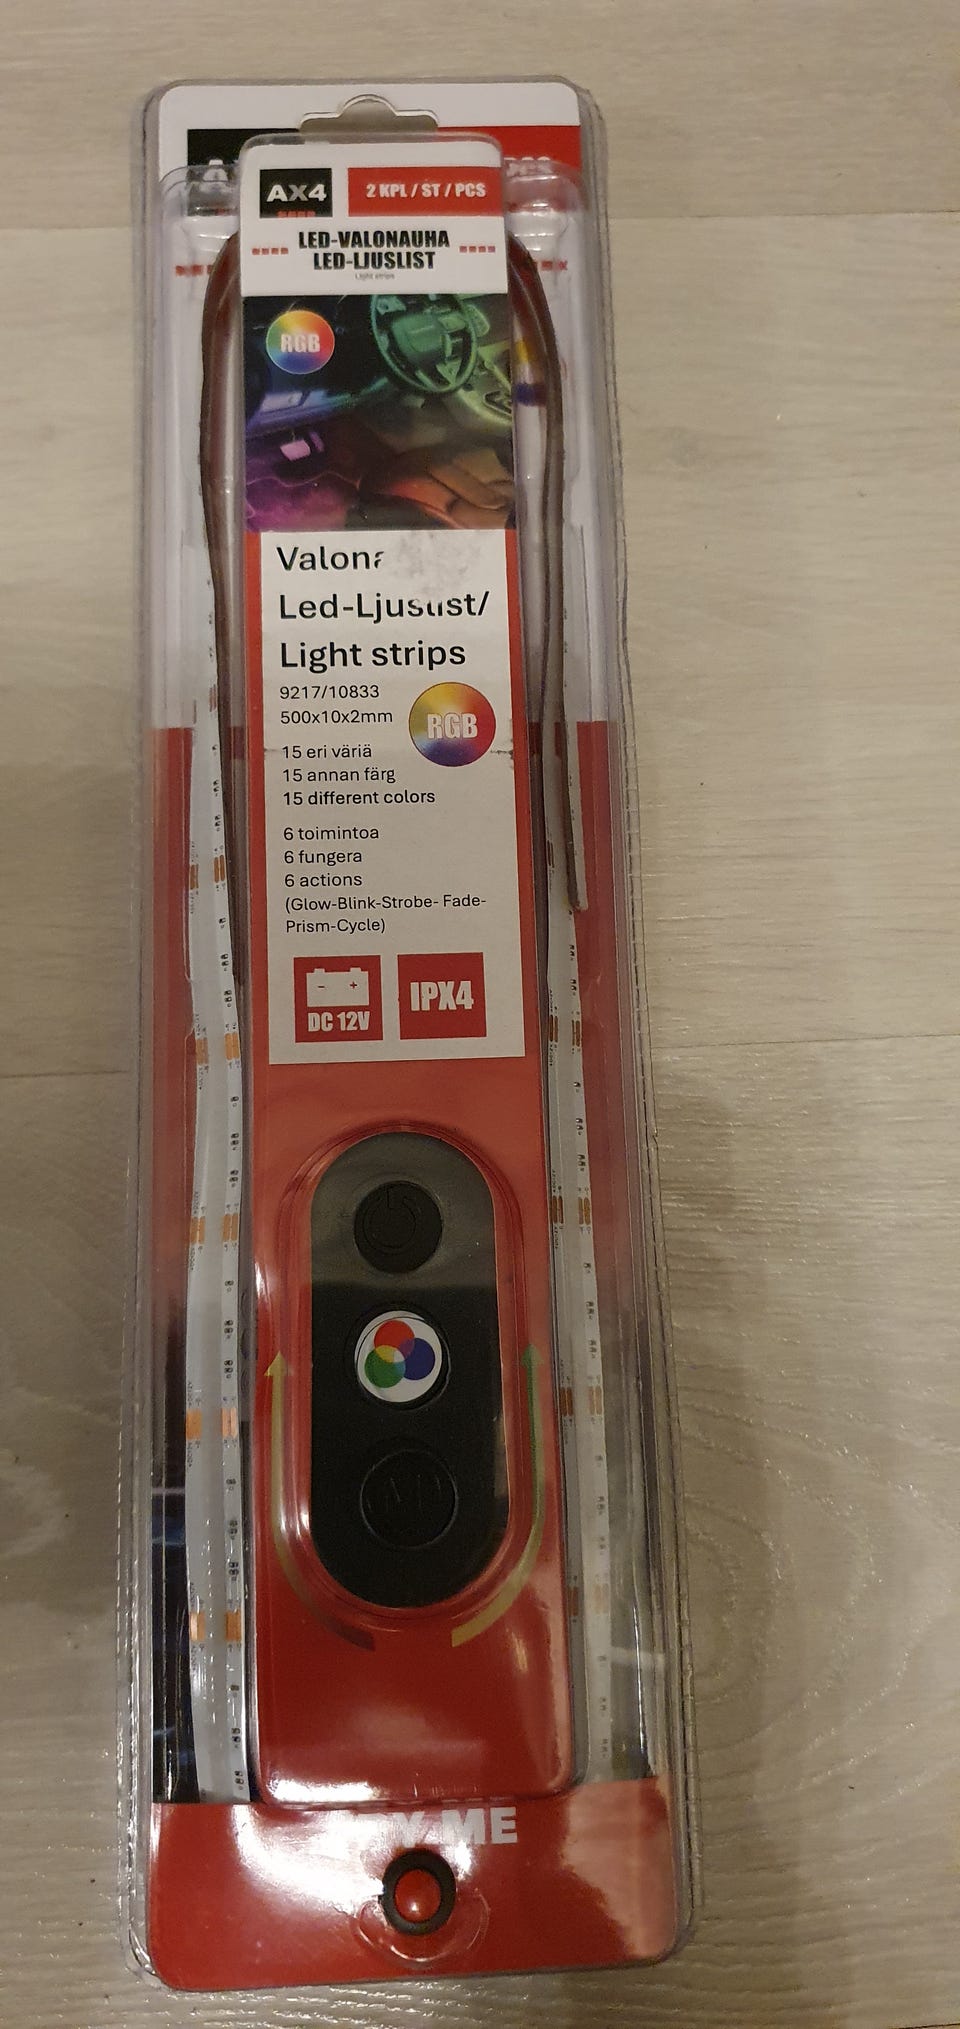 AX4
2 KPL / ST / PCS
LED-VALONAUHA
LED-LJUSLIST
Light strips
RGB
Led-Ljuslist/
Light strips
9217/10833
500x10x2mm
RGB
15 eri väriä
15 annan färg
15 different colors
6 toimintoa
6 fungera
6 actions
(Glow-Blink-Strobe- Fade-
Prism-Cycle)
- +
DC 12V
IPX4
ME